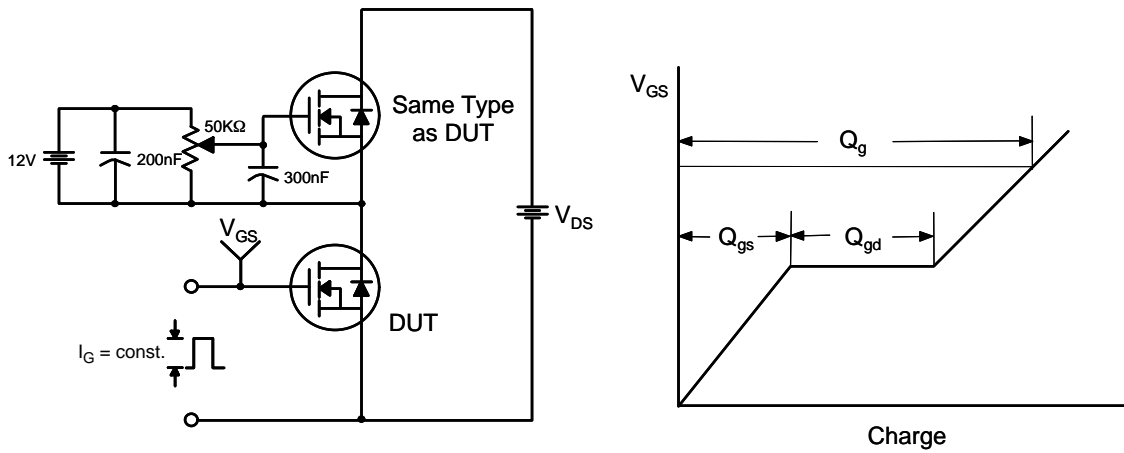 12V
200nF
50KΩ
300nF
Same Type
as DUT
V_GS
DUT
I_G = const.
V_DS
V_GS
Q_g
Q_gs
Q_gd
Charge